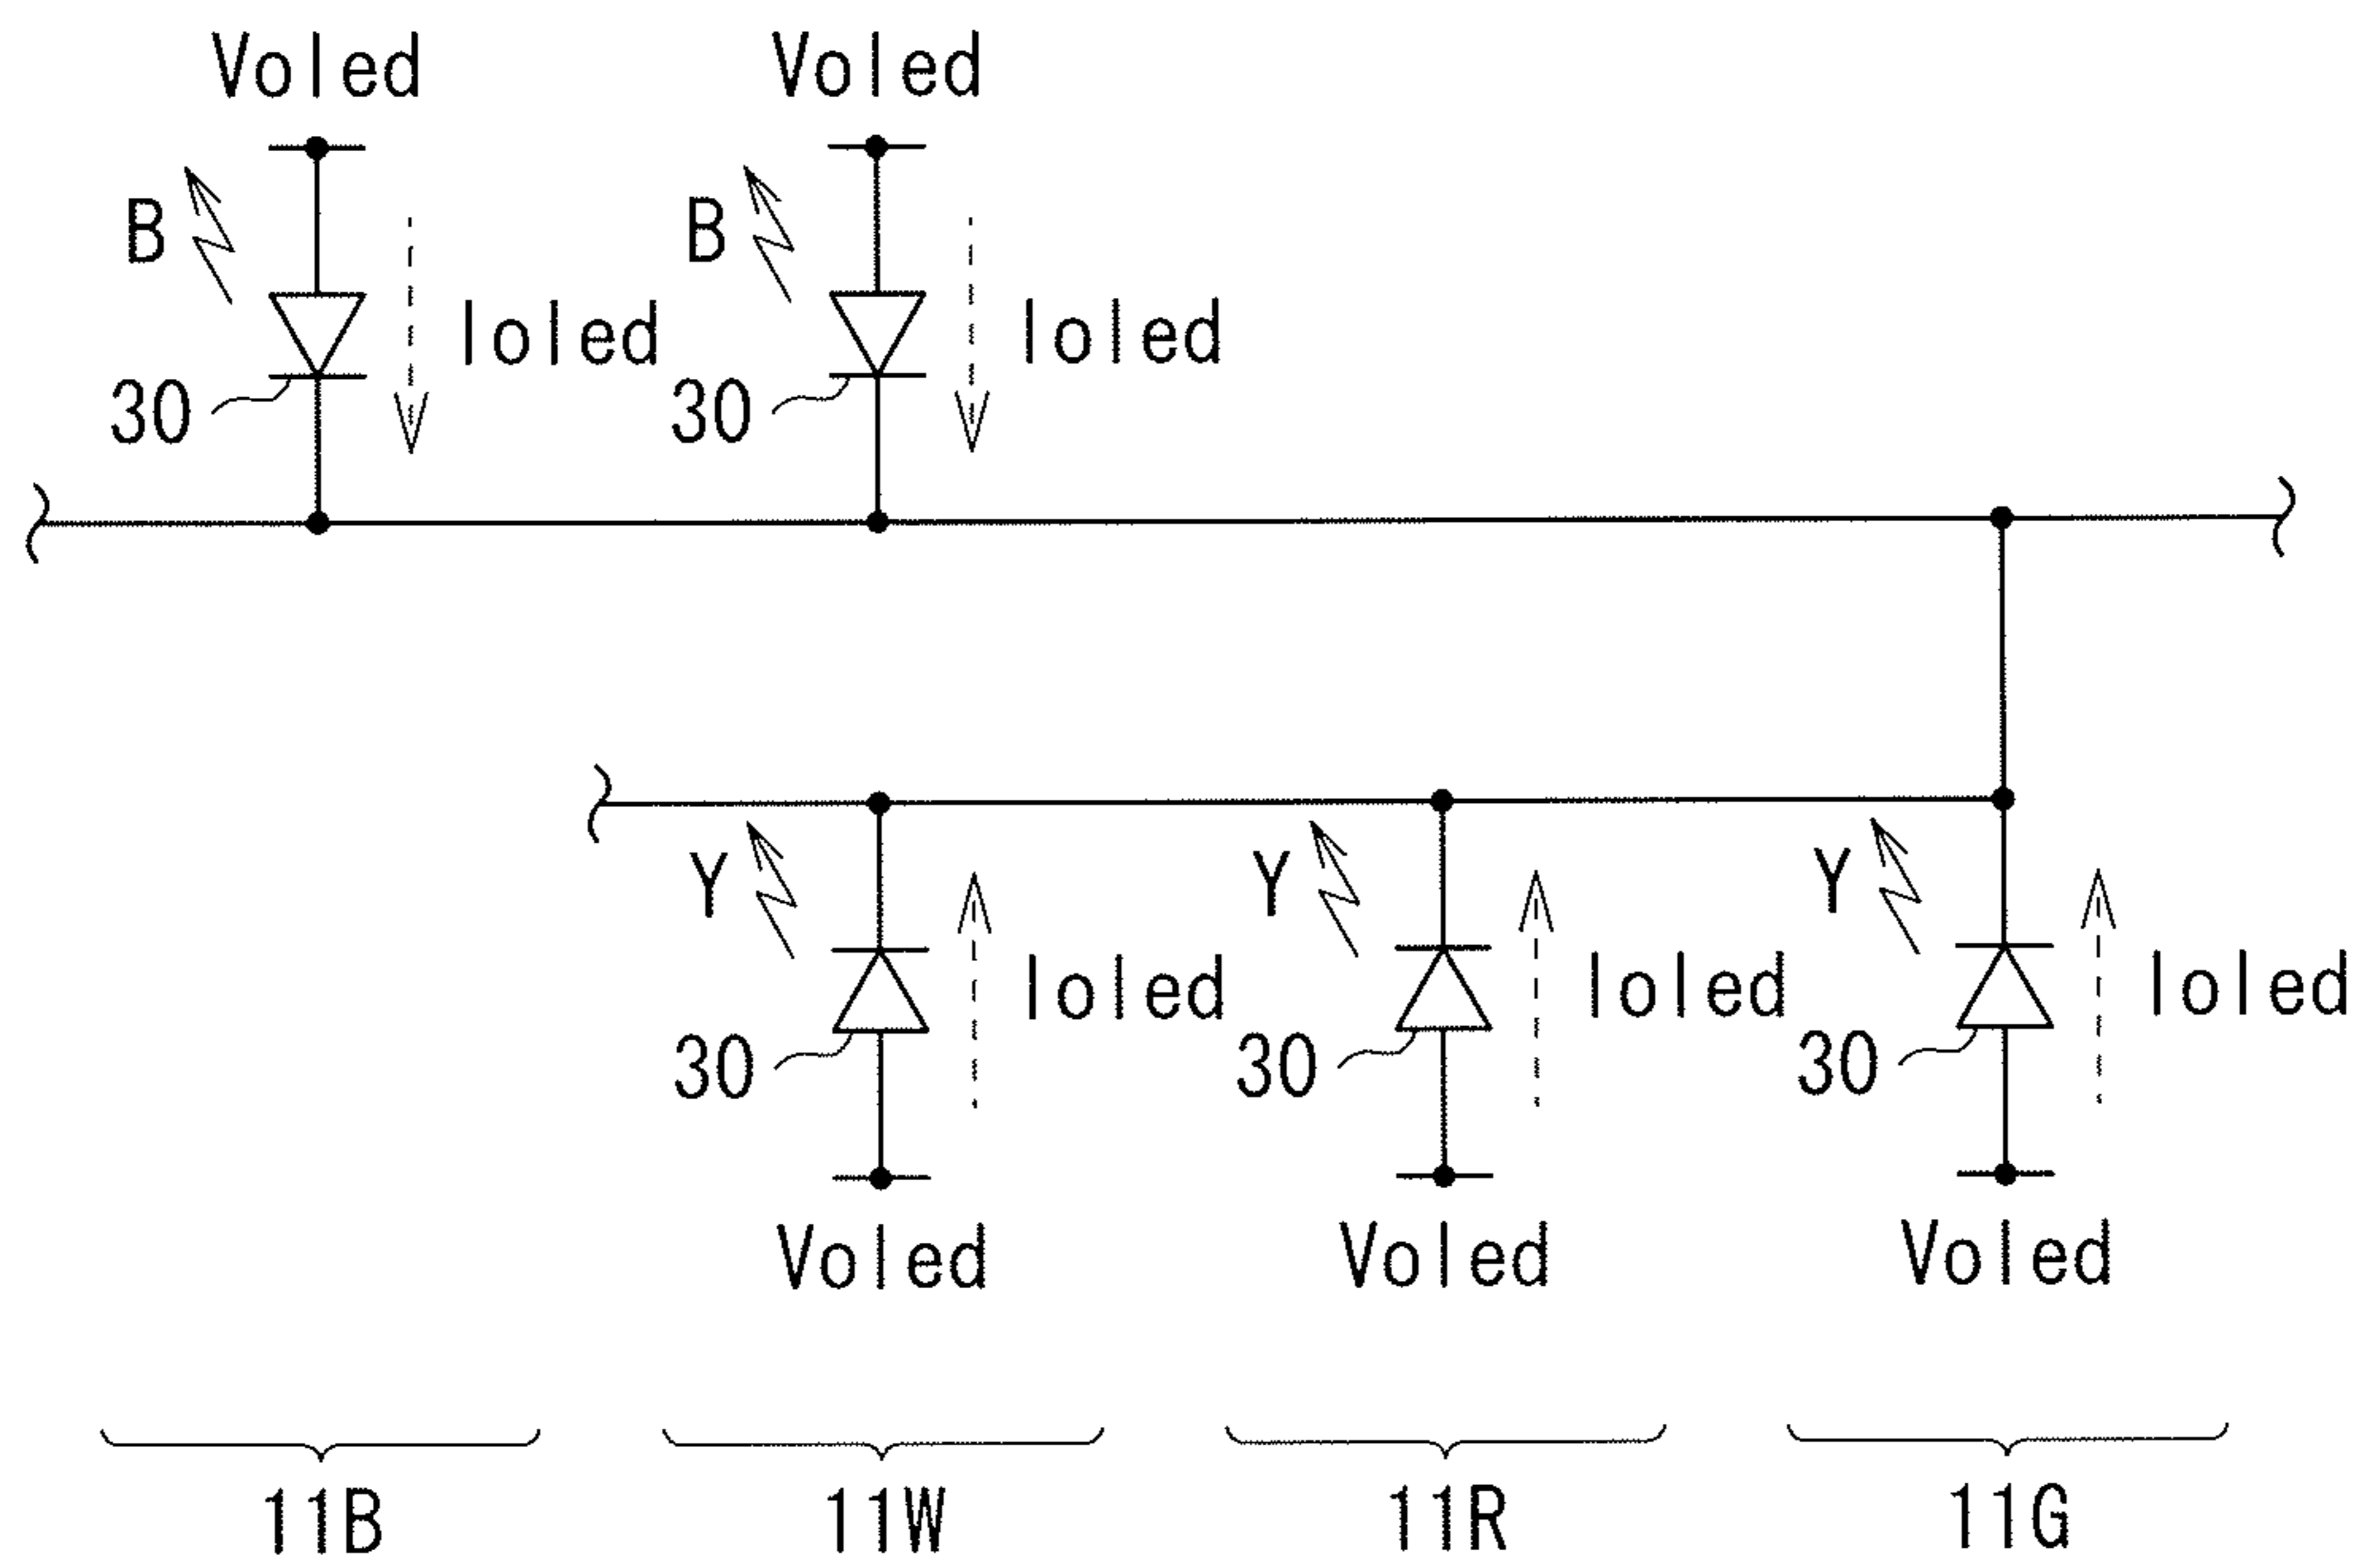 Voled Voled
B B
Ioled Ioled
30 30
Y Y Y
Ioled Ioled Ioled
30 30 30
Voled Voled Voled
11B 11W 11R 11G